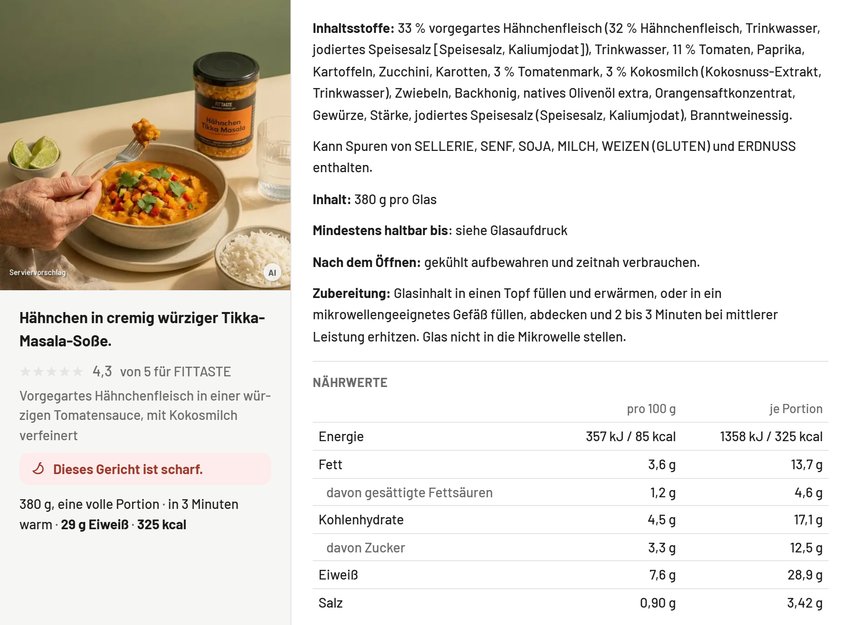 FITTASTE
Hähnchen
Tikka Masala
Serviervorschlag
AI
Hähnchen in cremig würziger Tikka-
Masala-Soße.
4,3 von 5 für FITTASTE
Vorgegartes Hähnchenfleisch in einer wür-
zigen Tomatensauce, mit Kokosmilch
verfeinert
Dieses Gericht ist scharf.
380 g, eine volle Portion · in 3 Minuten
warm · 29 g Eiweiß · 325 kcal
Inhaltsstoffe: 33 % vorgegartes Hähnchenfleisch (32 % Hähnchenfleisch, Trinkwasser,
jodiertes Speisesalz [Speisesalz, Kaliumjodat]), Trinkwasser, 11 % Tomaten, Paprika,
Kartoffeln, Zucchini, Karotten, 3 % Tomatenmark, 3 % Kokosmilch (Kokosnuss-Extrakt,
Trinkwasser), Zwiebeln, Backhonig, natives Olivenöl extra, Orangensaftkonzentrat,
Gewürze, Stärke, jodiertes Speisesalz (Speisesalz, Kaliumjodat), Branntweinessig.
Kann Spuren von SELLERIE, SENF, SOJA, MILCH, WEIZEN (GLUTEN) und ERDNUSS
enthalten.
Inhalt: 380 g pro Glas
Mindestens haltbar bis: siehe Glasaufdruck
Nach dem Öffnen: gekühlt aufbewahren und zeitnah verbrauchen.
Zubereitung: Glasinhalt in einen Topf füllen und erwärmen, oder in ein
mikrowellengeeignetes Gefäß füllen, abdecken und 2 bis 3 Minuten bei mittlerer
Leistung erhitzen. Glas nicht in die Mikrowelle stellen.
NÄHRWERTE
pro 100 g je Portion
Energie 357 kJ / 85 kcal 1358 kJ / 325 kcal
Fett 3,6 g 13,7 g
davon gesättigte Fettsäuren 1,2 g 4,6 g
Kohlenhydrate 4,5 g 17,1 g
davon Zucker 3,3 g 12,5 g
Eiweiß 7,6 g 28,9 g
Salz 0,90 g 3,42 g